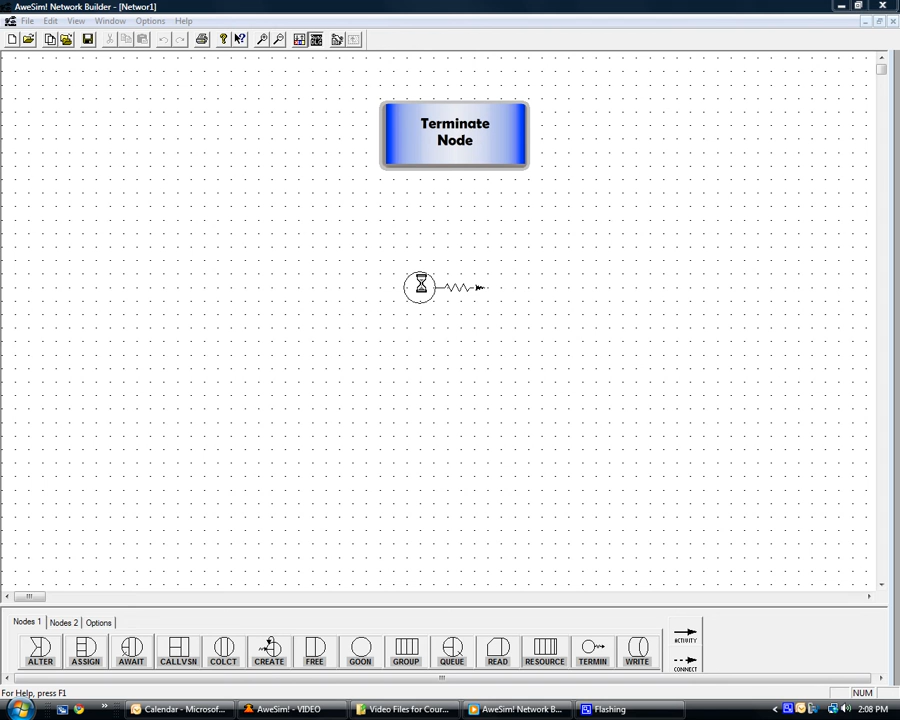 AweSim! Network Builder - [Networ1]
File Edit View Window Options Help
Terminate
Node
Nodes 1 Nodes 2 Options
ALTER ASSIGN AWAIT CALLVSN COLCT CREATE FREE GOON GROUP QUEUE READ RESOURCE TERMIN WRITE
ACTIVITY
CONNECT
For Help, press F1
NUM
Calendar - Microsof...
AweSim! - VIDEO
Video Files for Cour...
AweSim! Network B...
Flashing
2:08 PM